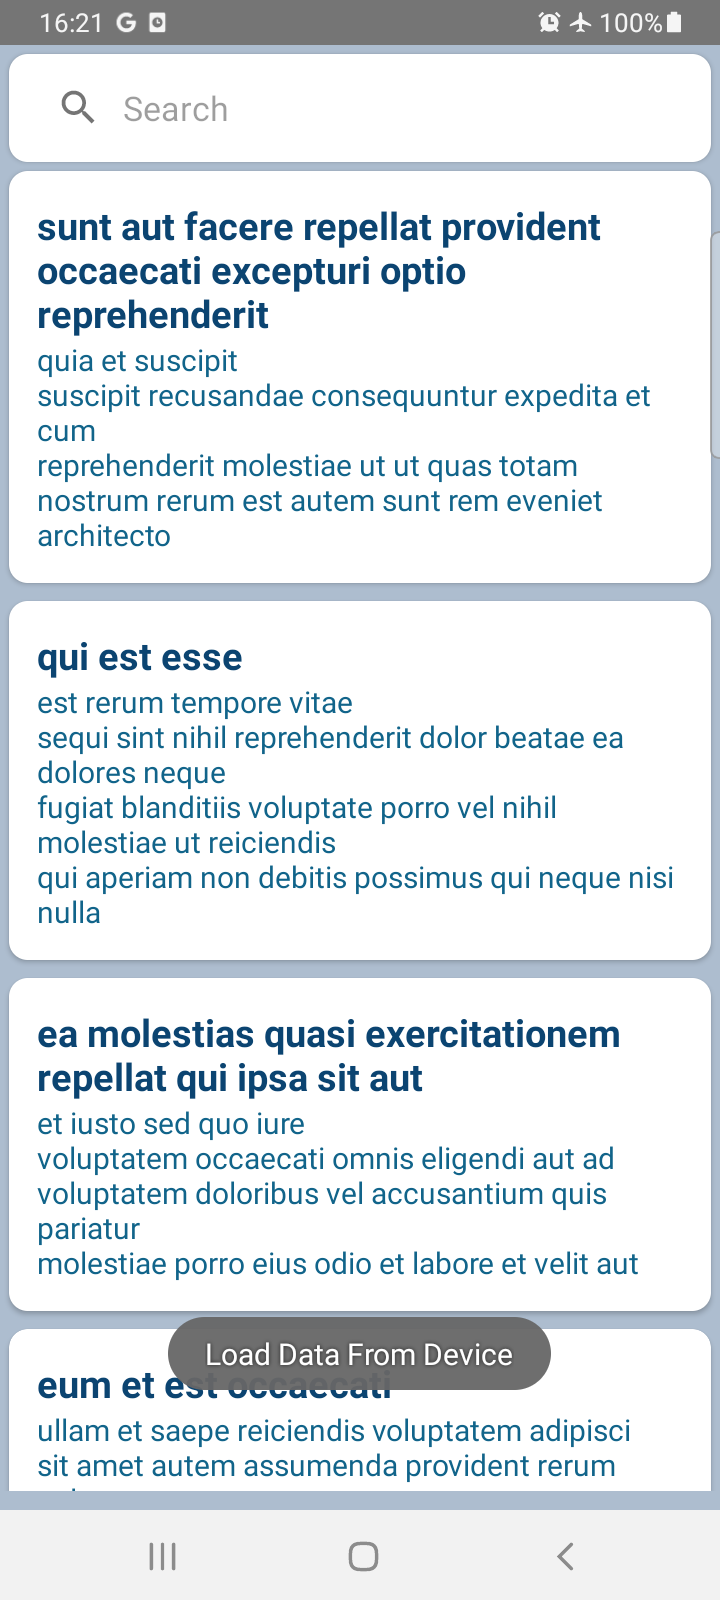 16:21
100%
Search
sunt aut facere repellat provident
occaecati excepturi optio
reprehenderit
quia et suscipit
suscipit recusandae consequuntur expedita et
cum
reprehenderit molestiae ut ut quas totam
nostrum rerum est autem sunt rem eveniet
architecto
qui est esse
est rerum tempore vitae
sequi sint nihil reprehenderit dolor beatae ea
dolores neque
fugiat blanditiis voluptate porro vel nihil
molestiae ut reiciendis
qui aperiam non debitis possimus qui neque nisi
nulla
ea molestias quasi exercitationem
repellat qui ipsa sit aut
et iusto sed quo iure
voluptatem occaecati omnis eligendi aut ad
voluptatem doloribus vel accusantium quis
pariatur
molestiae porro eius odio et labore et velit aut
Load Data From Device
eum et est occaecati
ullam et saepe reiciendis voluptatem adipisci
sit amet autem assumenda provident rerum